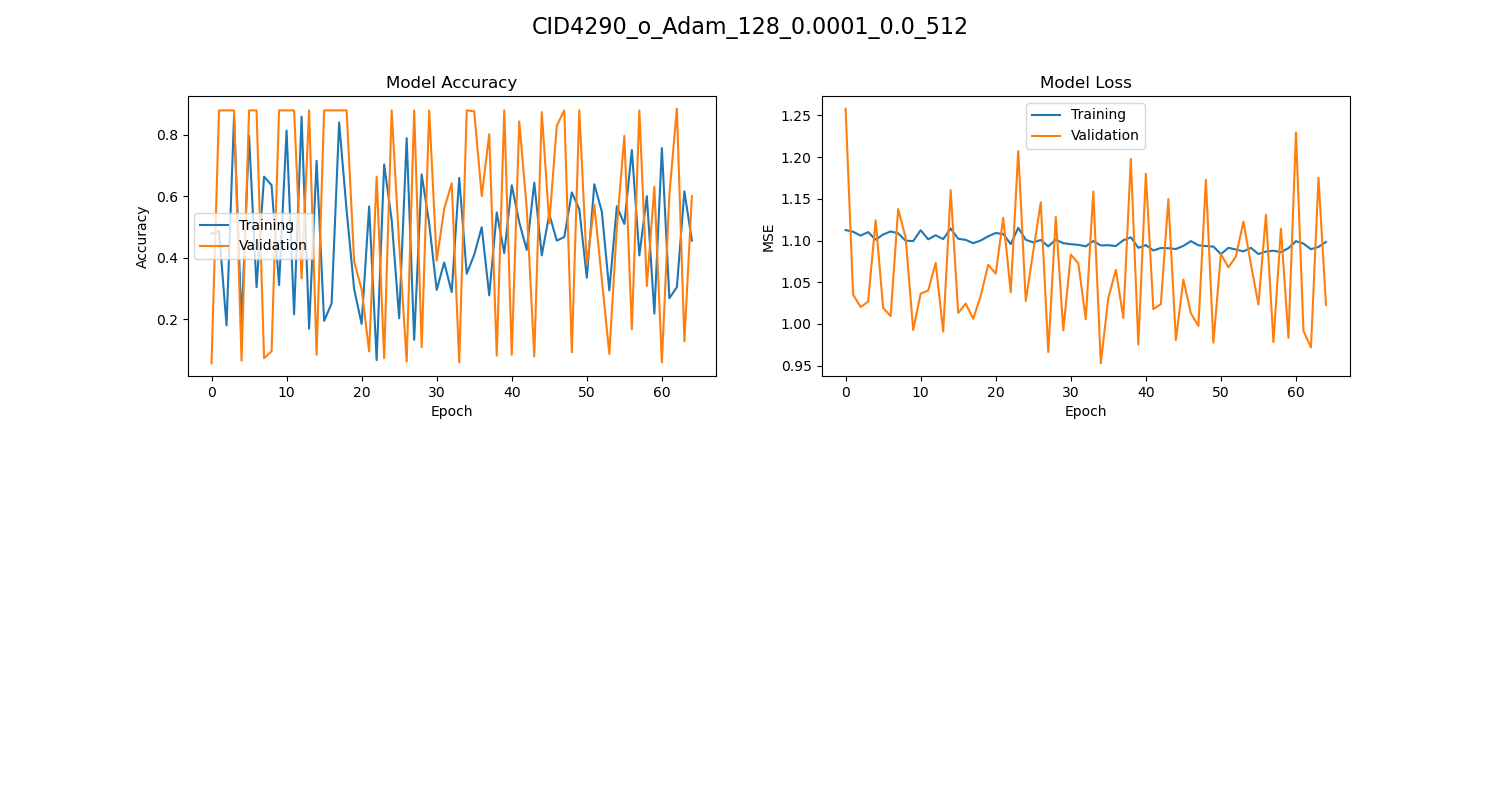 CID4290_o_Adam_128_0.0001_0.0_512
Model Accuracy
Accuracy
0.8
0.6
0.4
0.2
Training
Validation
0 10 20 30 40 50 60
Epoch
Model Loss
MSE
1.25
1.20
1.15
1.10
1.05
1.00
0.95
Training
Validation
0 10 20 30 40 50 60
Epoch